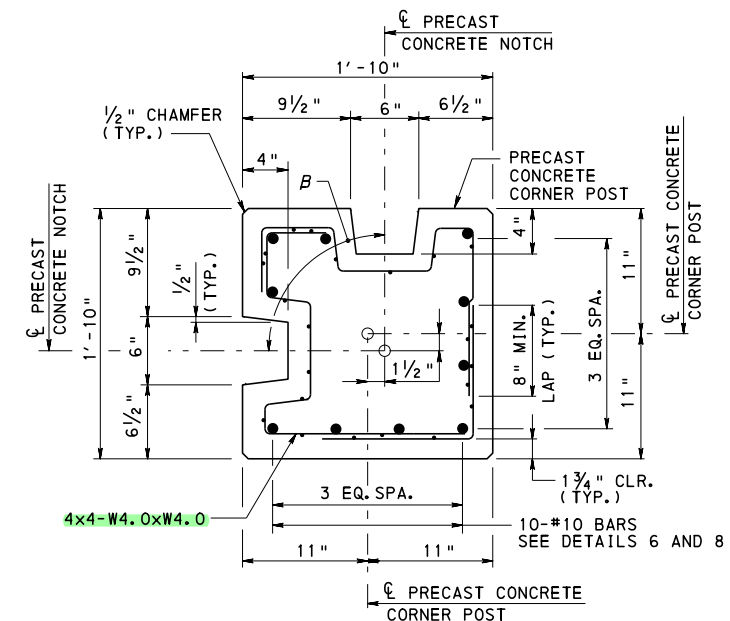 ℄ PRECAST
CONCRETE NOTCH
1'-10"
9½"
6"
6½"
½" CHAMFER
(TYP.)
4"
β
PRECAST
CONCRETE
CORNER POST
4"
℄ PRECAST
CONCRETE NOTCH
1'-10"
9½"
½"
(TYP.)
6"
6½"
1½"
8" MIN.
LAP (TYP.)
3 EQ. SPA.
11"
11"
℄ PRECAST CONCRETE
CORNER POST
1¾" CLR.
(TYP.)
3 EQ. SPA.
4x4-W4.0xW4.0
10-#10 BARS
SEE DETAILS 6 AND 8
11"
11"
℄ PRECAST CONCRETE
CORNER POST